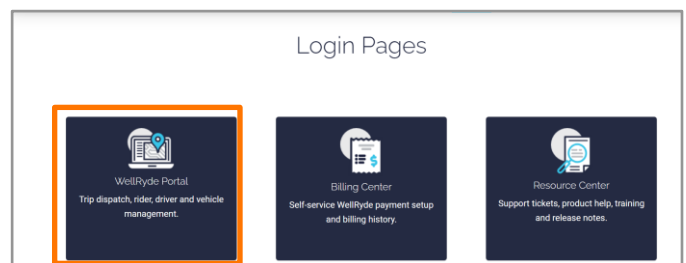 Login Pages
WellRyde Portal
Trip dispatch, rider, driver and vehicle
management.
Billing Center
Self-service WellRyde payment setup
and billing history.
Resource Center
Support tickets, product help, training
and release notes.